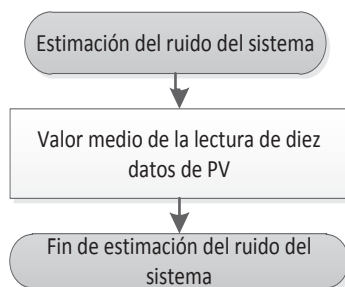 Estimación del ruido del sistema
Valor medio de la lectura de diez
datos de PV
Fin de estimación del ruido del
sistema